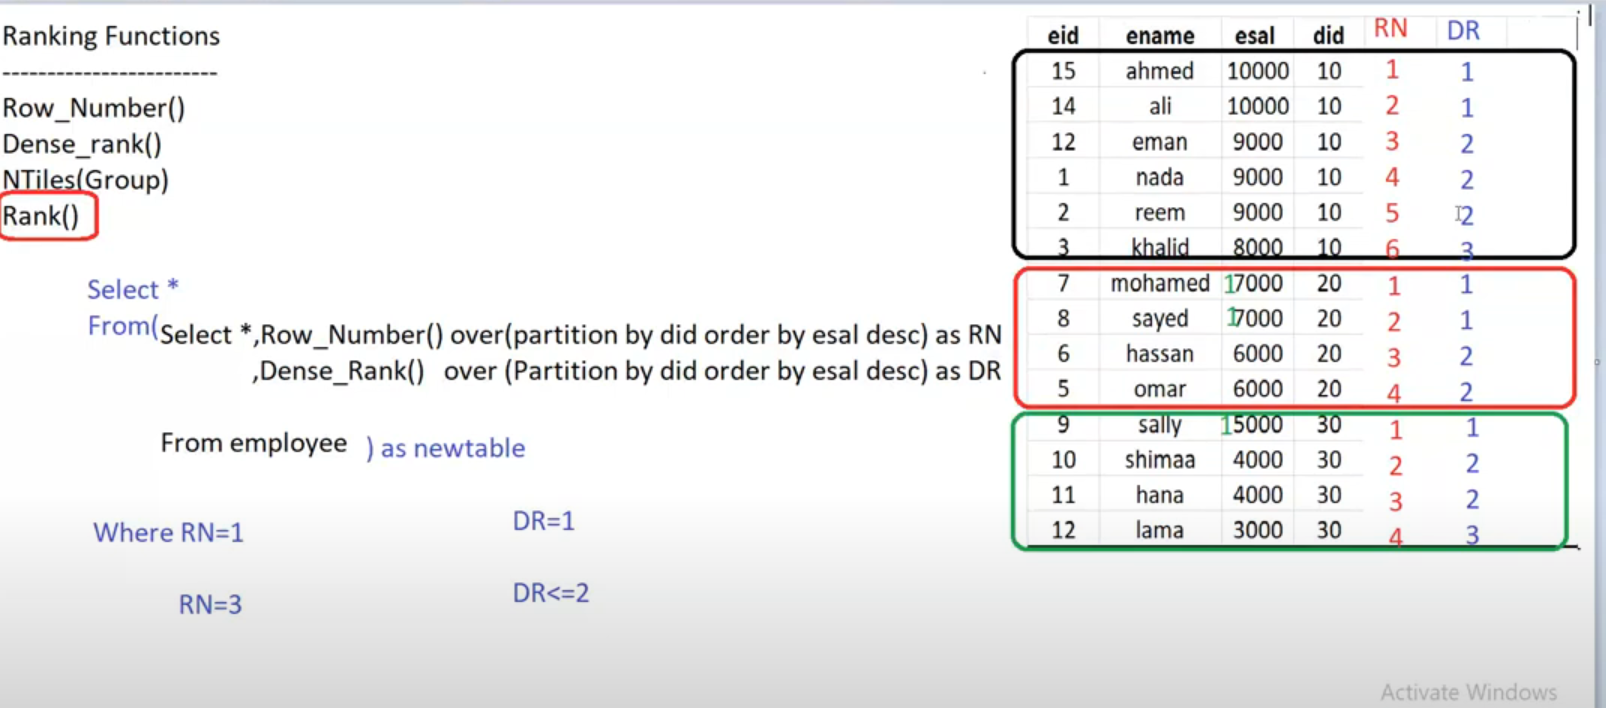 Ranking Functions
------------------------
Row_Number()
Dense_rank()
NTiles(Group)
Rank()
Select *
From(
Select *,Row_Number() over(partition by did order by esal desc) as RN
,Dense_Rank() over (Partition by did order by esal desc) as DR
From employee ) as newtable
Where RN=1 DR=1
RN=3 DR<=2
eid ename esal did RN DR
15 ahmed 10000 10 1 1
14 ali 10000 10 2 1
12 eman 9000 10 3 2
1 nada 9000 10 4 2
2 reem 9000 10 5 2
3 khalid 8000 10 6 3
7 mohamed 17000 20 1 1
8 sayed 17000 20 2 1
6 hassan 6000 20 3 2
5 omar 6000 20 4 2
9 sally 15000 30 1 1
10 shimaa 4000 30 2 2
11 hana 4000 30 3 2
12 lama 3000 30 4 3
Activate Windows